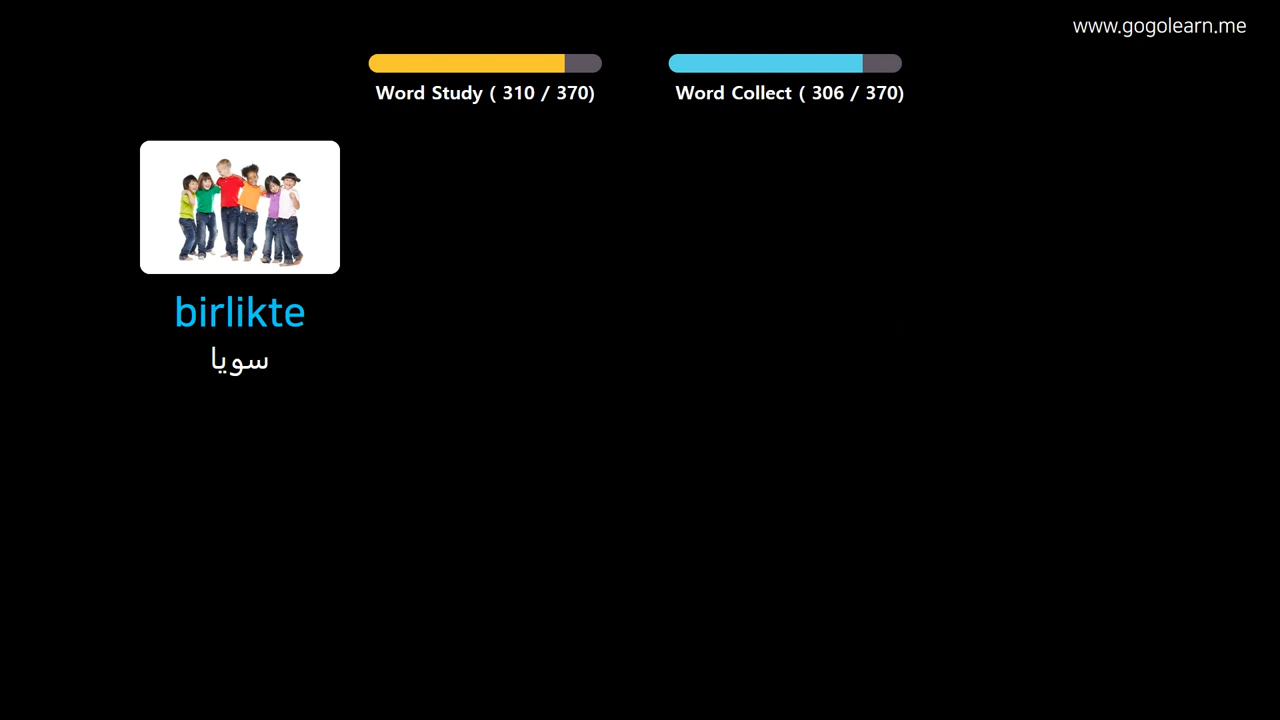 www.gogolearn.me
Word Study ( 310 / 370)
Word Collect ( 306 / 370)
birlikte
سويا